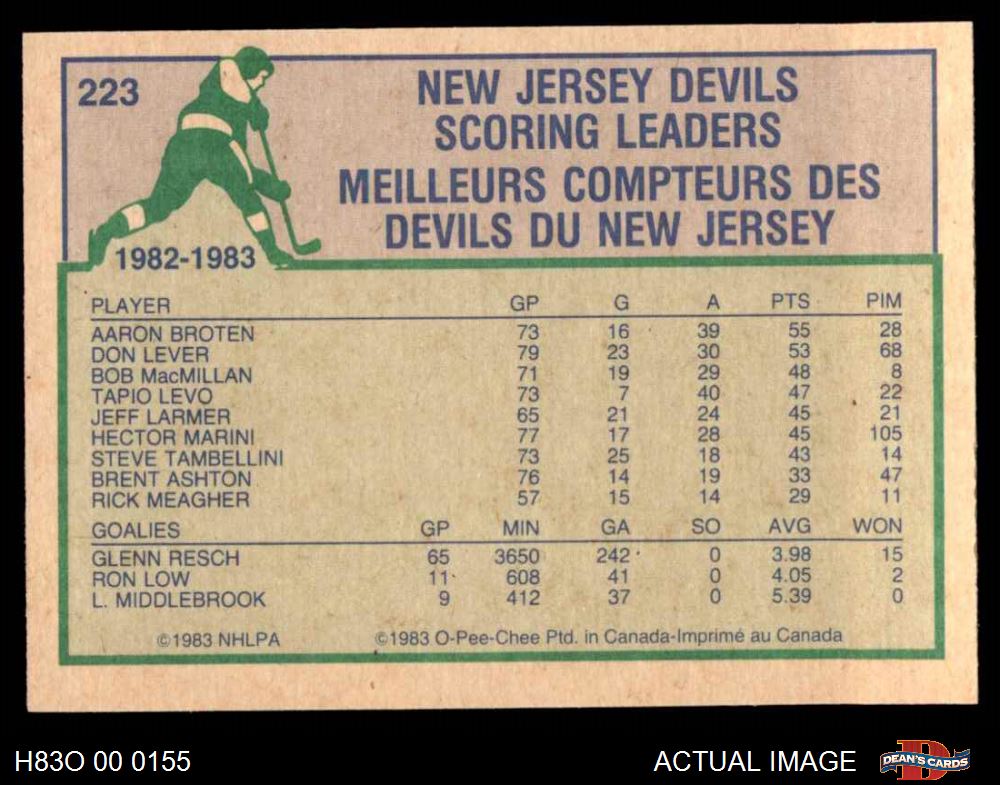 223
NEW JERSEY DEVILS
SCORING LEADERS
MEILLEURS COMPTEURS DES
DEVILS DU NEW JERSEY
1982-1983
PLAYER GP G A PTS PIM
AARON BROTEN 73 16 39 55 28
DON LEVER 79 23 30 53 68
BOB MacMILLAN 71 19 29 48 8
TAPIO LEVO 73 7 40 47 22
JEFF LARMER 65 21 24 45 21
HECTOR MARINI 77 17 28 45 105
STEVE TAMBELLINI 73 25 18 43 14
BRENT ASHTON 76 14 19 33 47
RICK MEAGHER 57 15 14 29 11
GOALIES GP MIN GA SO AVG WON
GLENN RESCH 65 3650 242 0 3.98 15
RON LOW 11 608 41 0 4.05 2
L. MIDDLEBROOK 9 412 37 0 5.39 0
©1983 NHLPA ©1983 O-Pee-Chee Ptd. in Canada-Imprimé au Canada
H83O 00 0155 ACTUAL IMAGE D DEAN'S CARDS